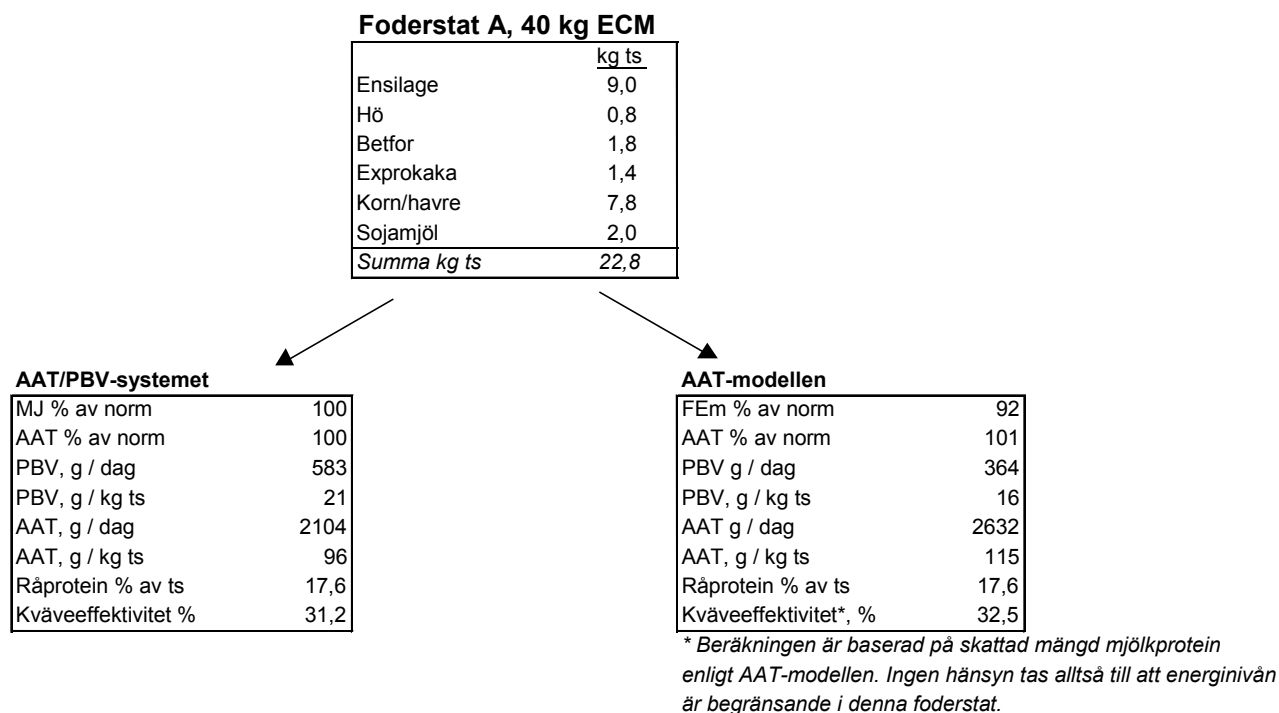 Foderstat A, 40 kg ECM
kg ts
Ensilage 9,0
Hö 0,8
Betfor 1,8
Exprokaka 1,4
Korn/havre 7,8
Sojamjöl 2,0
Summa kg ts 22,8
AAT/PBV-systemet
MJ % av norm 100
AAT % av norm 100
PBV, g / dag 583
PBV, g / kg ts 21
AAT, g / dag 2104
AAT, g / kg ts 96
Råprotein % av ts 17,6
Kväveeffektivitet % 31,2
AAT-modellen
FEm % av norm 92
AAT % av norm 101
PBV g / dag 364
PBV, g / kg ts 16
AAT g / dag 2632
AAT, g / kg ts 115
Råprotein % av ts 17,6
Kväveeffektivitet*, % 32,5
* Beräkningen är baserad på skattad mängd mjölkprotein
enligt AAT-modellen. Ingen hänsyn tas alltså till att energinivån
är begränsande i denna foderstat.